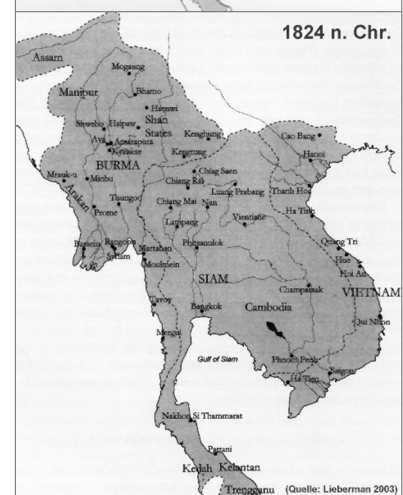 1824 n. Chr.
Assam
Mogaung
Manipur
Bhamo
Hsenwi
Shwebo
Hsipaw
Shan
States
Ava
Amarapura
Kyaukse
Kenghung
Cao Bang
BURMA
Kengtung
Hanoi
Mrauk-u
Minbu
Chiang Saen
Chiang Rai
Luang Prabang
Thanh Hoa
Arakan
Toungoo
Prome
Chiang Mai
Nan
Ha Tinh
Lampang
Vientiane
Bassein
Rangoon
Martaban
Phitsanulok
Quang Tri
Syriam
Moulmein
Hue
Hoi An
SIAM
Champassak
VIETNAM
Tavoy
Bangkok
Cambodia
Qui Nhon
Mergui
Gulf of Siam
Phnom Penh
Saigon
Ha Tien
Nakhon Si Thammarat
Pattani
Kedah
Kelantan
Trengganu
(Quelle: Lieberman 2003)